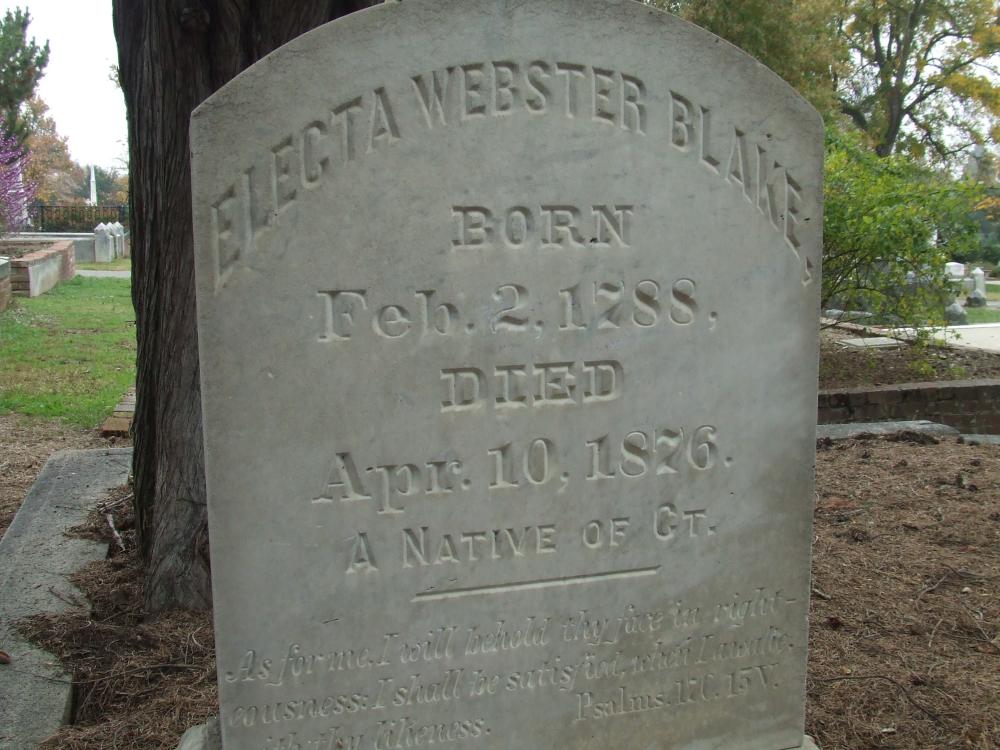 ELECTA WEBSTER BLAKE,
BORN
Feb. 2, 1788,
DIED
Apr. 10, 1876.
A NATIVE OF CT.
As for me, I will behold thy face in right-
eousness: I shall be satisfied, when I awake,
with thy likeness. Psalms. 17C. 15V.